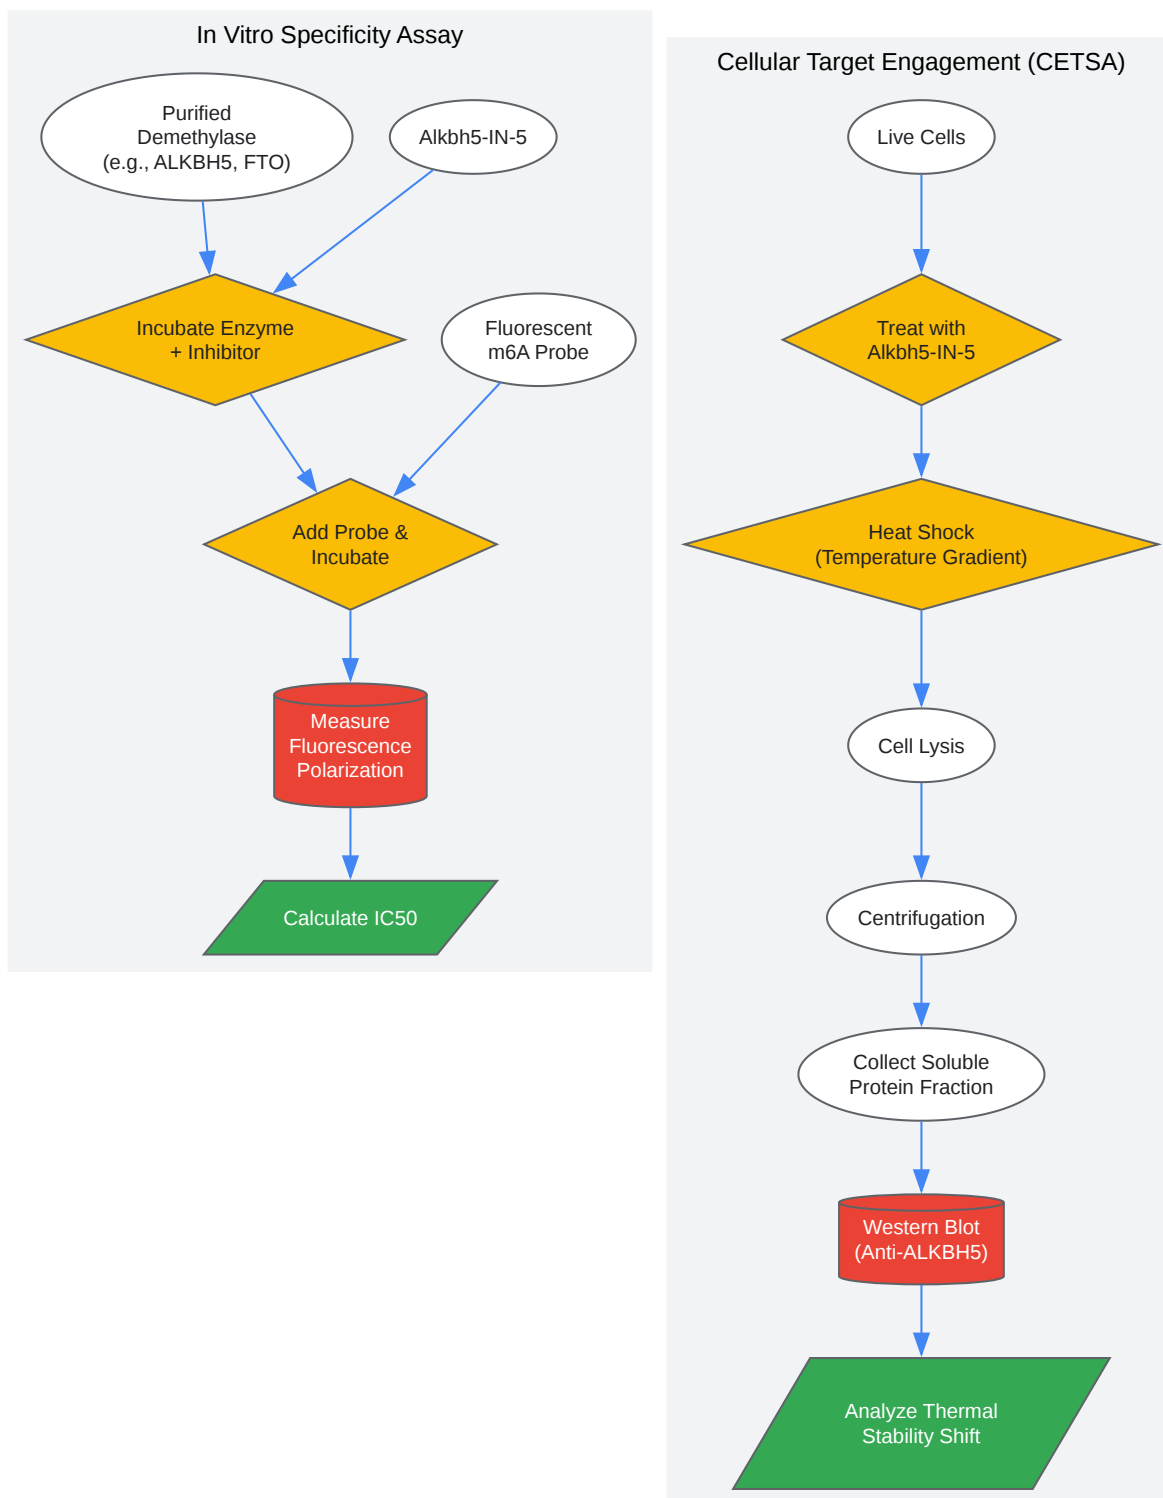 In Vitro Specificity Assay
Purified
Demethylase
(e.g., ALKBH5, FTO)
Alkbh5-IN-5
Incubate Enzyme
+ Inhibitor
Fluorescent
m6A Probe
Add Probe &
Incubate
Measure
Fluorescence
Polarization
Calculate IC50
Cellular Target Engagement (CETSA)
Live Cells
Treat with
Alkbh5-IN-5
Heat Shock
(Temperature Gradient)
Cell Lysis
Centrifugation
Collect Soluble
Protein Fraction
Western Blot
(Anti-ALKBH5)
Analyze Thermal
Stability Shift